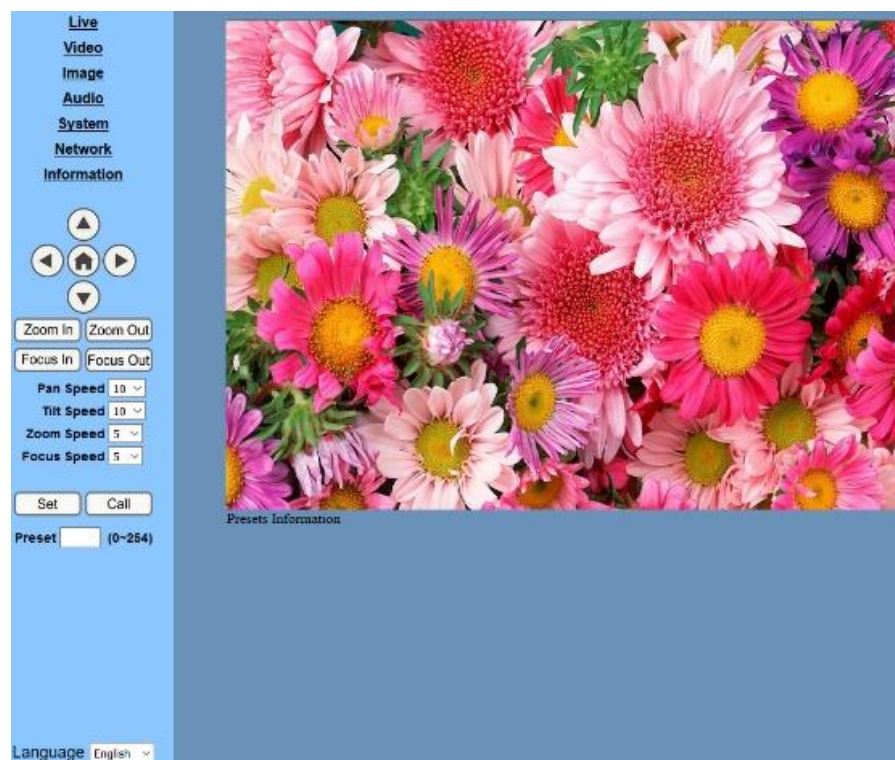 Live
Video
Image
Audio
System
Network
Information
Zoom In Zoom Out
Focus In Focus Out
Pan Speed 10
Tilt Speed 10
Zoom Speed 5
Focus Speed 5
Set Call
Preset (0~254)
Language English
Presets Information